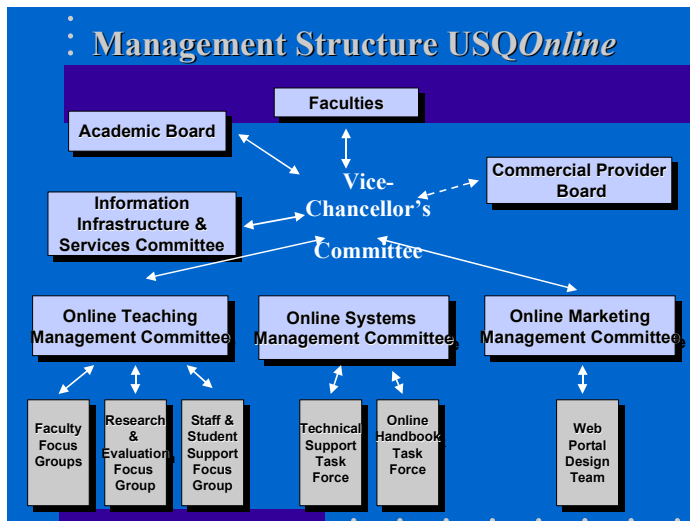 Management Structure USQOnline
Faculties
Academic Board
Commercial Provider
Board
Vice-
Chancellor's
Committee
Information
Infrastructure &
Services Committee
Online Teaching
Management Committee
Online Systems
Management Committee
Online Marketing
Management Committee
Faculty
Focus
Groups
Research
&
Evaluation
Focus
Group
Staff &
Student
Support
Focus
Group
Technical
Support
Task
Force
Online
Handbook
Task
Force
Web
Portal
Design
Team